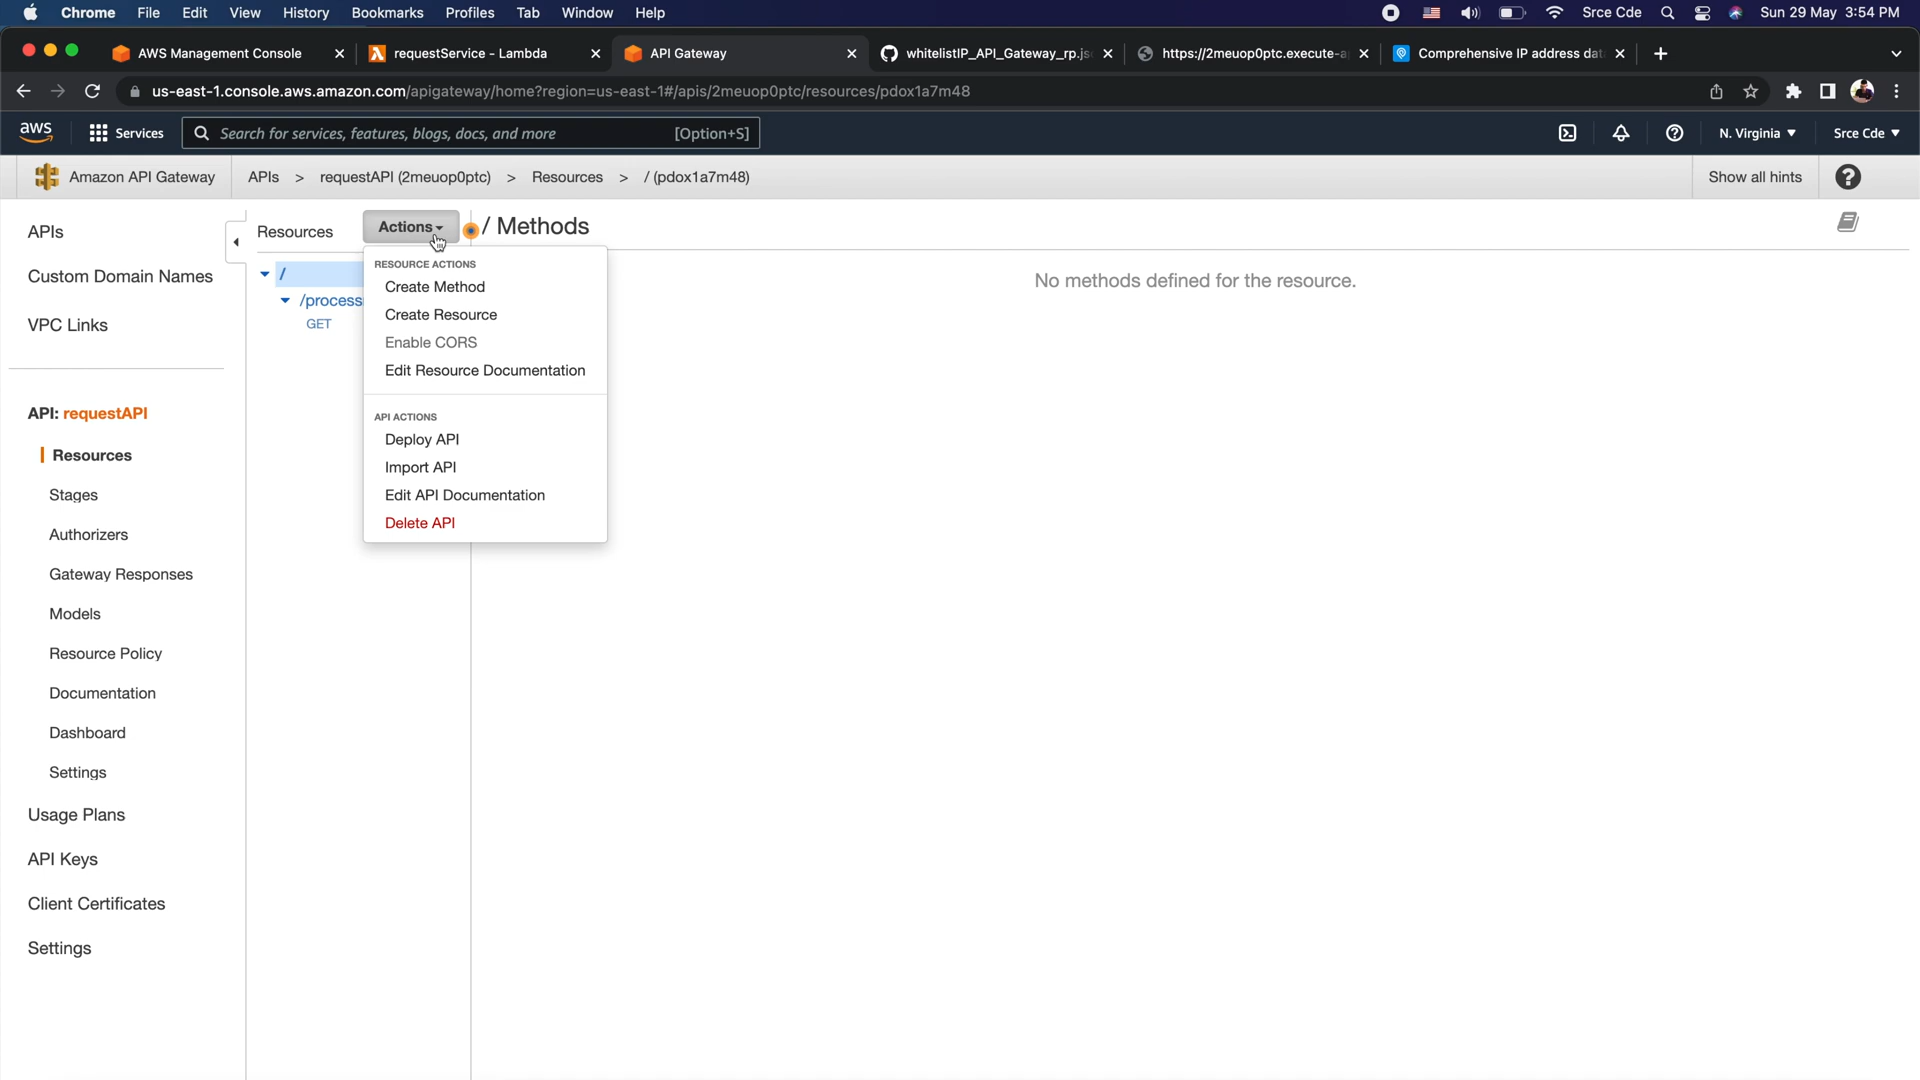 Chrome File Edit View History Bookmarks Profiles Tab Window Help Srce Cde Sun 29 May 3:54 PM
AWS Management Console requestService - Lambda API Gateway whitelistIP_API_Gateway_rp.js https://2meuop0ptc.execute-a Comprehensive IP address dat
us-east-1.console.aws.amazon.com/apigateway/home?region=us-east-1#/apis/2meuop0ptc/resources/pdox1a7m48
aws Services Search for services, features, blogs, docs, and more [Option+S] N. Virginia Srce Cde
Amazon API Gateway APIs > requestAPI (2meuop0ptc) > Resources > / (pdox1a7m48) Show all hints ?
APIs
Custom Domain Names
VPC Links
API: requestAPI
Resources
Stages
Authorizers
Gateway Responses
Models
Resource Policy
Documentation
Dashboard
Settings
Usage Plans
API Keys
Client Certificates
Settings
Resources Actions / Methods
/
/process
GET
RESOURCE ACTIONS
Create Method
Create Resource
Enable CORS
Edit Resource Documentation
API ACTIONS
Deploy API
Import API
Edit API Documentation
Delete API
No methods defined for the resource.